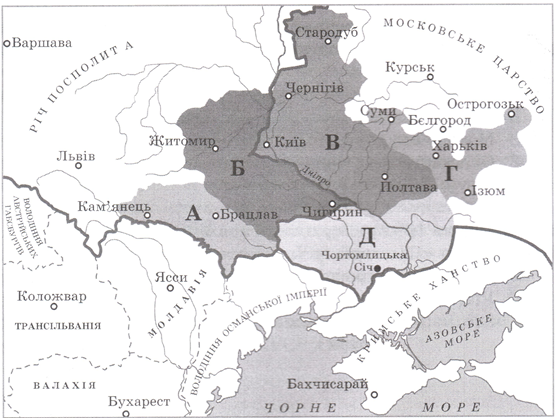 Стародуб
МОСКОВСЬКЕ ЦАРСТВО
Варшава
РІЧ ПОСПОЛИТА
Курськ
Чернігів
Острогозьк
Суми
Бєлгород
Житомир
Київ
В
Харків
Львів
Б
Дніпро
Г
Полтава
Ізюм
Кам'янець
А
Брацлав
Чигирин
Д
ВОЛОДІННЯ
АВСТРІЙСЬКИХ
ГАБСБУРГІВ
Чортомлицька
Січ
Ясси
МОЛДАВІЯ
ВОЛОДІННЯ ОСМАНСЬКОЇ ІМПЕРІЇ
КРИМСЬКЕ ХАНСТВО
Коложвар
ТРАНСІЛЬВАНІЯ
АЗОВСЬКЕ
МОРЕ
ВАЛАХІЯ
Бахчисарай
Бухарест
ЧОРНЕ МОРЕ